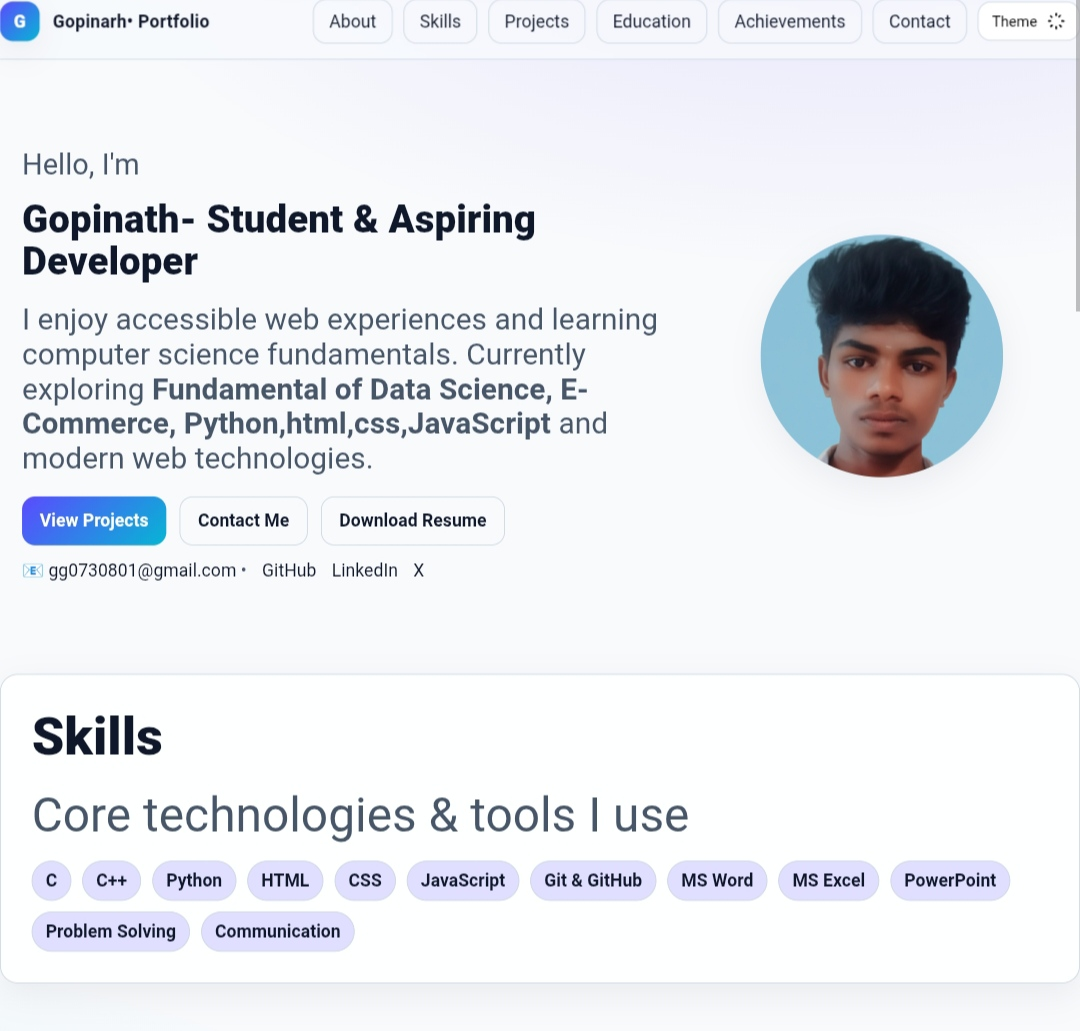 G Gopinarh• Portfolio About Skills Projects Education Achievements Contact Theme
Hello, I'm
Gopinath- Student & Aspiring
Developer
I enjoy accessible web experiences and learning
computer science fundamentals. Currently
exploring Fundamental of Data Science, E-
Commerce, Python,html,css,JavaScript and
modern web technologies.
View Projects Contact Me Download Resume
📧 gg0730801@gmail.com • GitHub LinkedIn X
Skills
Core technologies & tools I use
C C++ Python HTML CSS JavaScript Git & GitHub MS Word MS Excel PowerPoint
Problem Solving Communication